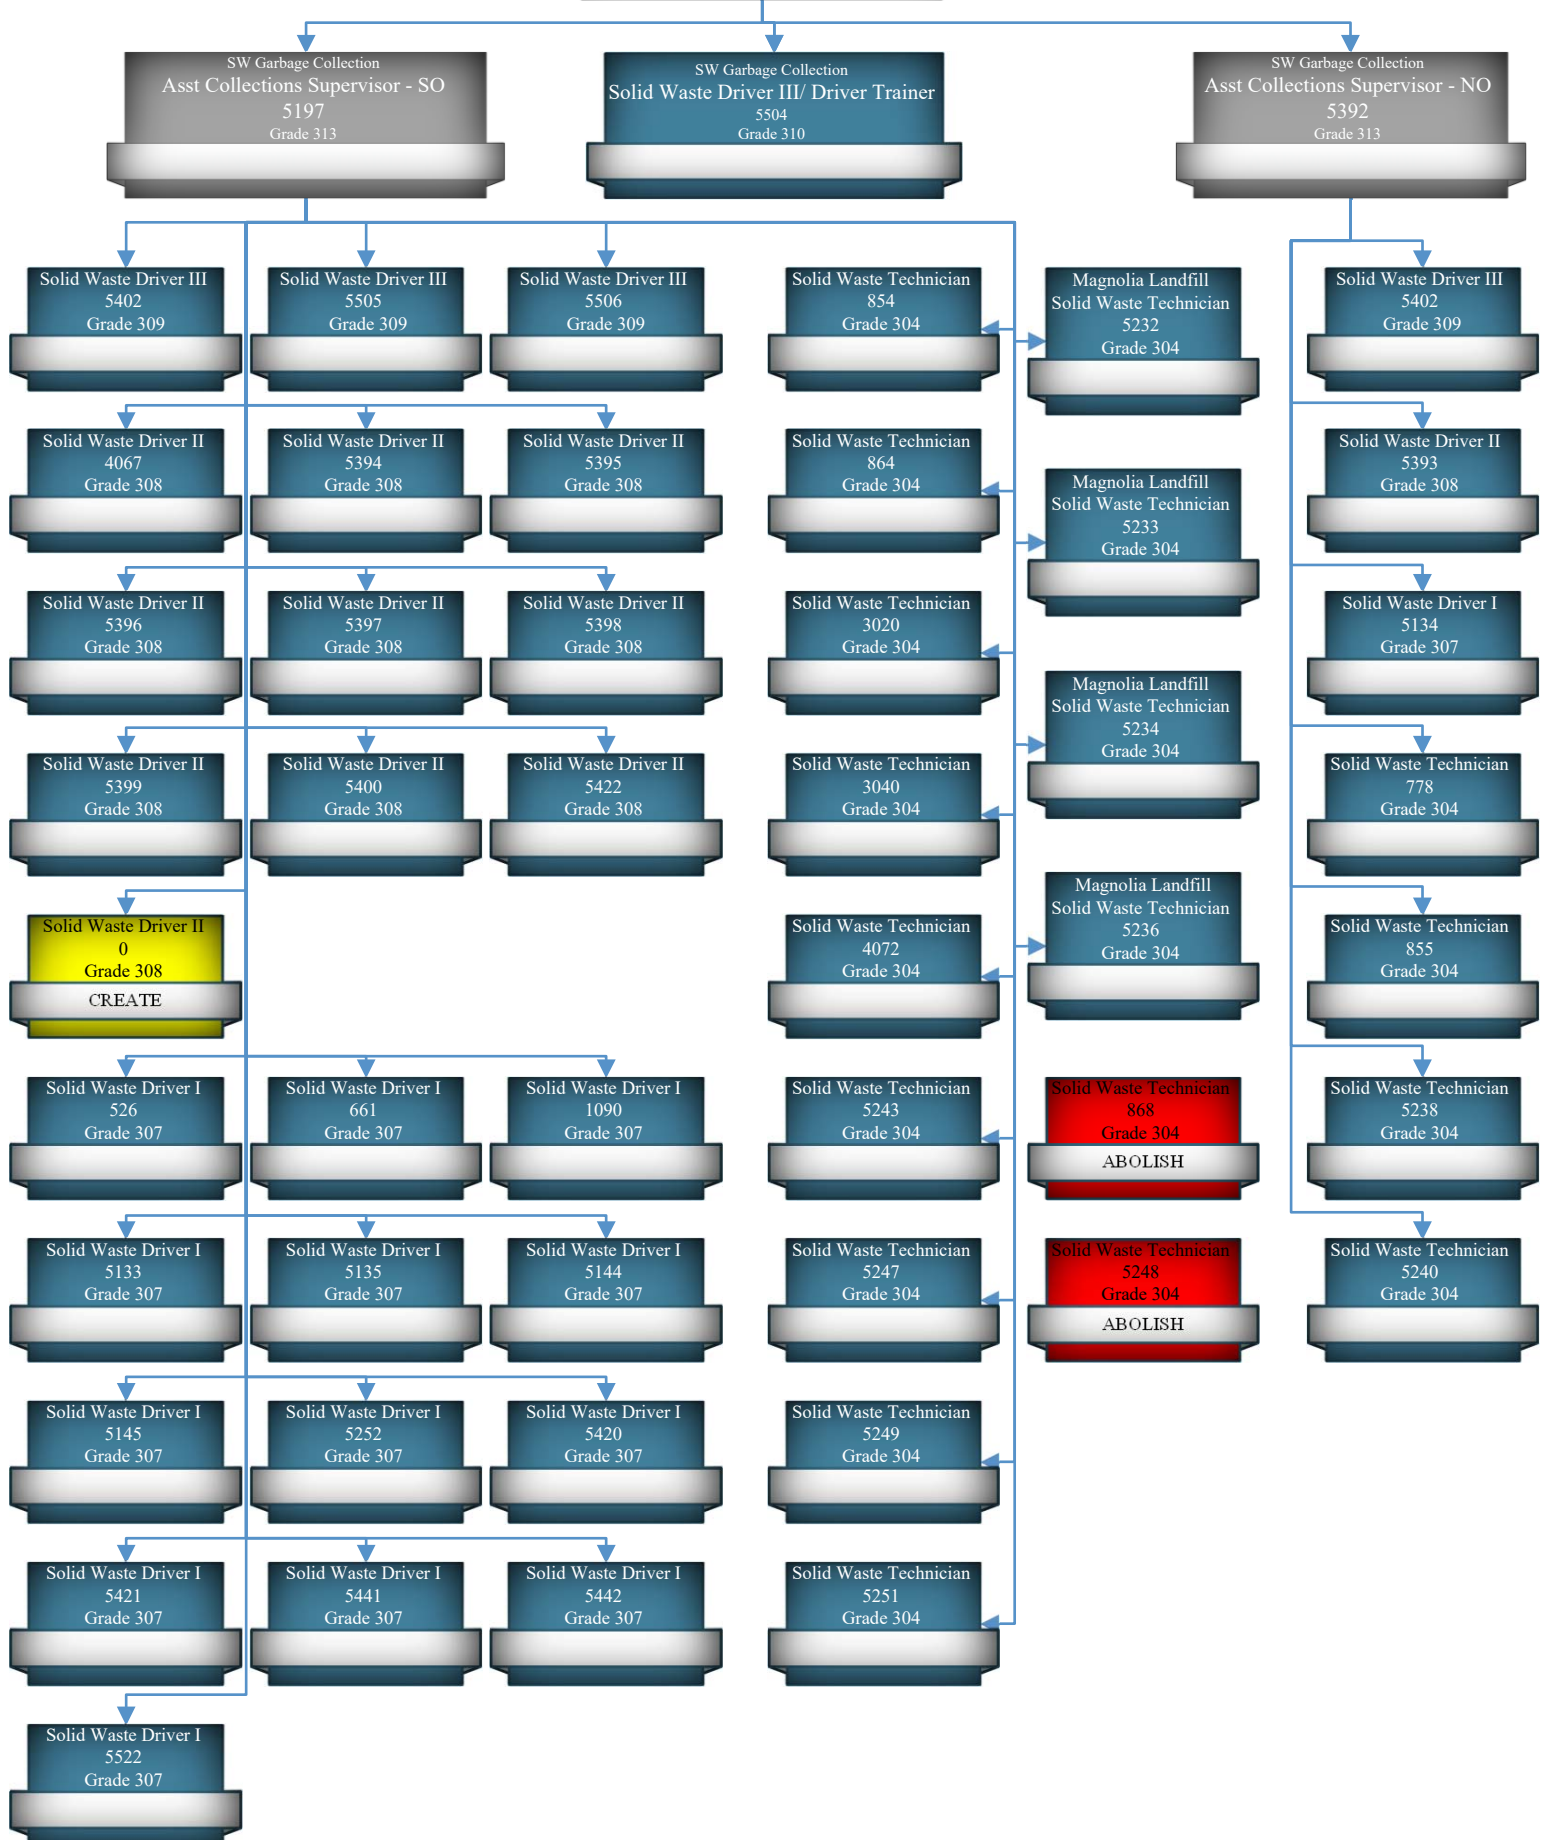 SW Garbage Collection
Asst Collections Supervisor - SO
5197
Grade 313
SW Garbage Collection
Solid Waste Driver III/ Driver Trainer
5504
Grade 310
SW Garbage Collection
Asst Collections Supervisor - NO
5392
Grade 313
Solid Waste Driver III
5402
Grade 309
Solid Waste Driver III
5505
Grade 309
Solid Waste Driver III
5506
Grade 309
Solid Waste Technician
854
Grade 304
Magnolia Landfill
Solid Waste Technician
5232
Grade 304
Solid Waste Driver III
5402
Grade 309
Solid Waste Driver II
4067
Grade 308
Solid Waste Driver II
5394
Grade 308
Solid Waste Driver II
5395
Grade 308
Solid Waste Technician
864
Grade 304
Magnolia Landfill
Solid Waste Technician
5233
Grade 304
Solid Waste Driver II
5393
Grade 308
Solid Waste Driver II
5396
Grade 308
Solid Waste Driver II
5397
Grade 308
Solid Waste Driver II
5398
Grade 308
Solid Waste Technician
3020
Grade 304
Magnolia Landfill
Solid Waste Technician
5234
Grade 304
Solid Waste Driver I
5134
Grade 307
Solid Waste Driver II
5399
Grade 308
Solid Waste Driver II
5400
Grade 308
Solid Waste Driver II
5422
Grade 308
Solid Waste Technician
3040
Grade 304
Solid Waste Technician
778
Grade 304
Solid Waste Driver II
0
Grade 308
CREATE
Solid Waste Technician
4072
Grade 304
Magnolia Landfill
Solid Waste Technician
5236
Grade 304
Solid Waste Technician
855
Grade 304
Solid Waste Driver I
526
Grade 307
Solid Waste Driver I
661
Grade 307
Solid Waste Driver I
1090
Grade 307
Solid Waste Technician
5243
Grade 304
Solid Waste Technician
868
Grade 304
ABOLISH
Solid Waste Technician
5238
Grade 304
Solid Waste Driver I
5133
Grade 307
Solid Waste Driver I
5135
Grade 307
Solid Waste Driver I
5144
Grade 307
Solid Waste Technician
5247
Grade 304
Solid Waste Technician
5248
Grade 304
ABOLISH
Solid Waste Technician
5240
Grade 304
Solid Waste Driver I
5145
Grade 307
Solid Waste Driver I
5252
Grade 307
Solid Waste Driver I
5420
Grade 307
Solid Waste Technician
5249
Grade 304
Solid Waste Driver I
5421
Grade 307
Solid Waste Driver I
5441
Grade 307
Solid Waste Driver I
5442
Grade 307
Solid Waste Technician
5251
Grade 304
Solid Waste Driver I
5522
Grade 307